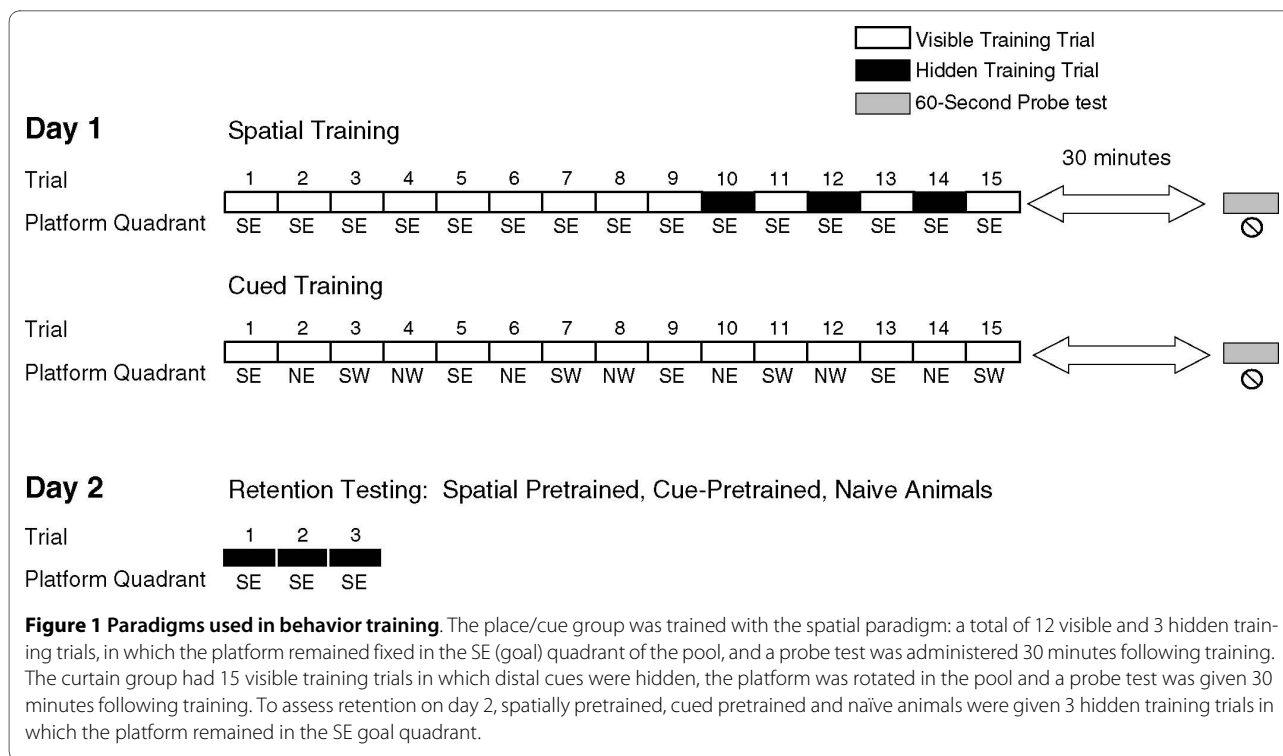 Visible Training Trial
Hidden Training Trial
60-Second Probe test
Day 1 Spatial Training
30 minutes
Trial 1 2 3 4 5 6 7 8 9 10 11 12 13 14 15
Platform Quadrant SE SE SE SE SE SE SE SE SE SE SE SE SE SE SE
Cued Training
Trial 1 2 3 4 5 6 7 8 9 10 11 12 13 14 15
Platform Quadrant SE NE SW NW SE NE SW NW SE NE SW NW SE NE SW
Day 2 Retention Testing: Spatial Pretrained, Cue-Pretrained, Naive Animals
Trial 1 2 3
Platform Quadrant SE SE SE
Figure 1 Paradigms used in behavior training. The place/cue group was trained with the spatial paradigm: a total of 12 visible and 3 hidden train-
ing trials, in which the platform remained fixed in the SE (goal) quadrant of the pool, and a probe test was administered 30 minutes following training.
The curtain group had 15 visible training trials in which distal cues were hidden, the platform was rotated in the pool and a probe test was given 30
minutes following training. To assess retention on day 2, spatially pretrained, cued pretrained and naïve animals were given 3 hidden training trials in
which the platform remained in the SE goal quadrant.